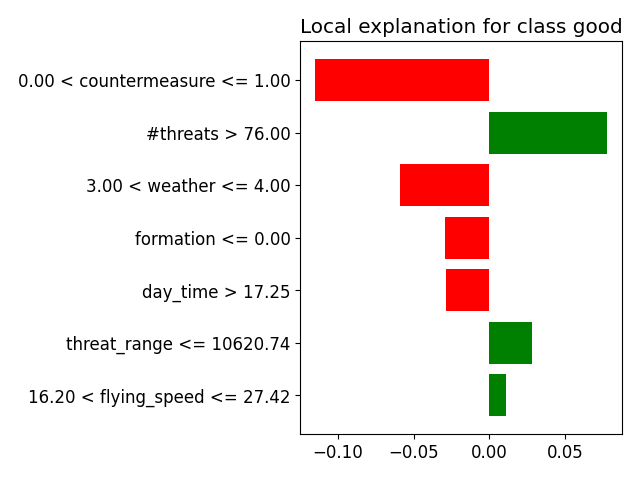 Local explanation for class good
0.00 < countermeasure <= 1.00
#threats > 76.00
3.00 < weather <= 4.00
formation <= 0.00
day_time > 17.25
threat_range <= 10620.74
16.20 < flying_speed <= 27.42
−0.10 −0.05 0.00 0.05